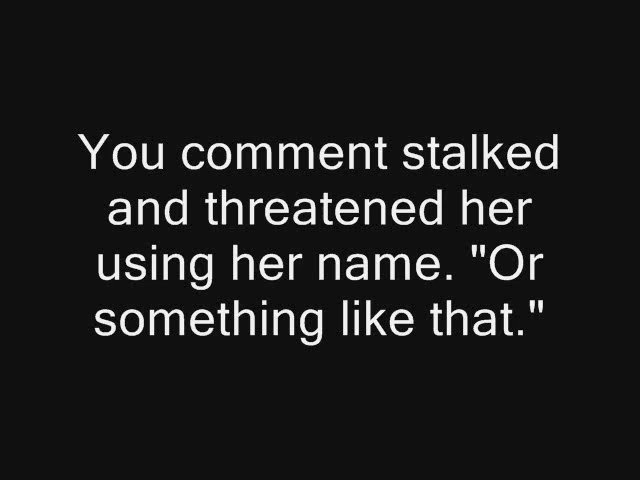 You comment stalked
and threatened her
using her name. "Or
something like that."